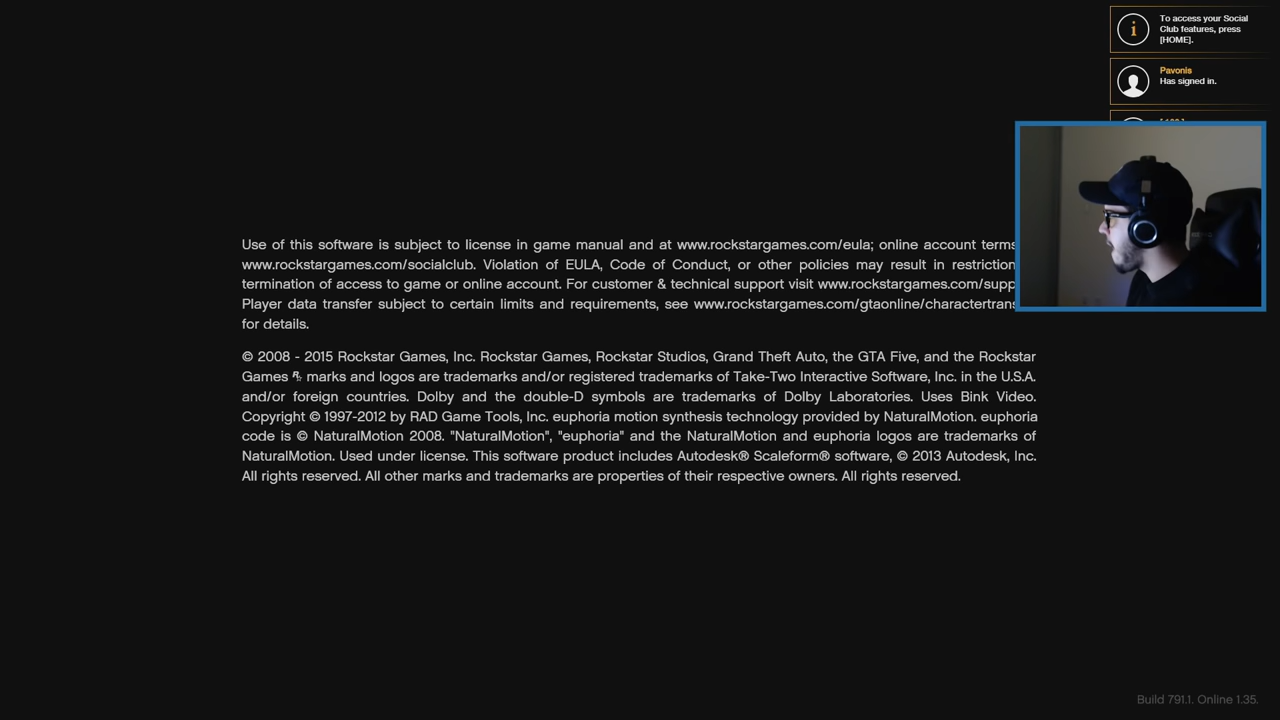 To access your Social
Club features, press
[HOME].
Pavonis
Has signed in.
Use of this software is subject to license in game manual and at www.rockstargames.com/eula; online account terms
www.rockstargames.com/socialclub. Violation of EULA, Code of Conduct, or other policies may result in restriction
termination of access to game or online account. For customer & technical support visit www.rockstargames.com/supp
Player data transfer subject to certain limits and requirements, see www.rockstargames.com/gtaonline/charactertrans
for details.
© 2008 - 2015 Rockstar Games, Inc. Rockstar Games, Rockstar Studios, Grand Theft Auto, the GTA Five, and the Rockstar
Games R* marks and logos are trademarks and/or registered trademarks of Take-Two Interactive Software, Inc. in the U.S.A.
and/or foreign countries. Dolby and the double-D symbols are trademarks of Dolby Laboratories. Uses Bink Video.
Copyright © 1997-2012 by RAD Game Tools, Inc. euphoria motion synthesis technology provided by NaturalMotion. euphoria
code is © NaturalMotion 2008. "NaturalMotion", "euphoria" and the NaturalMotion and euphoria logos are trademarks of
NaturalMotion. Used under license. This software product includes Autodesk® Scaleform® software, © 2013 Autodesk, Inc.
All rights reserved. All other marks and trademarks are properties of their respective owners. All rights reserved.
Build 791.1. Online 1.35.